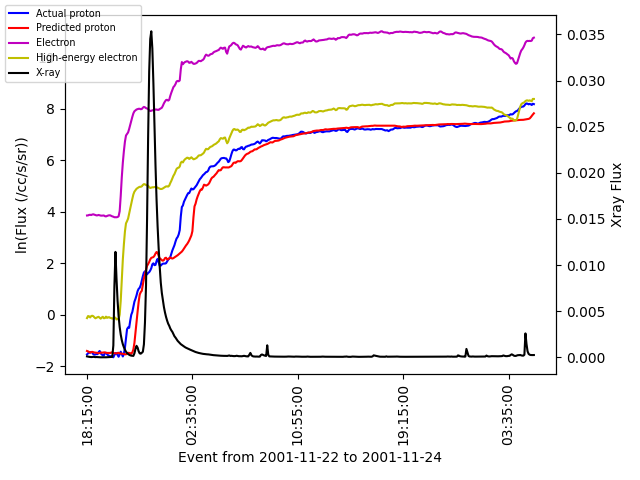 Actual proton
Predicted proton
Electron
High-energy electron
X-ray
8
6
4
2
0
−2
ln(Flux (/cc/s/sr))
0.035
0.030
0.025
0.020
0.015
0.010
0.005
0.000
Xray Flux
18:15:00
02:35:00
10:55:00
19:15:00
03:35:00
Event from 2001-11-22 to 2001-11-24